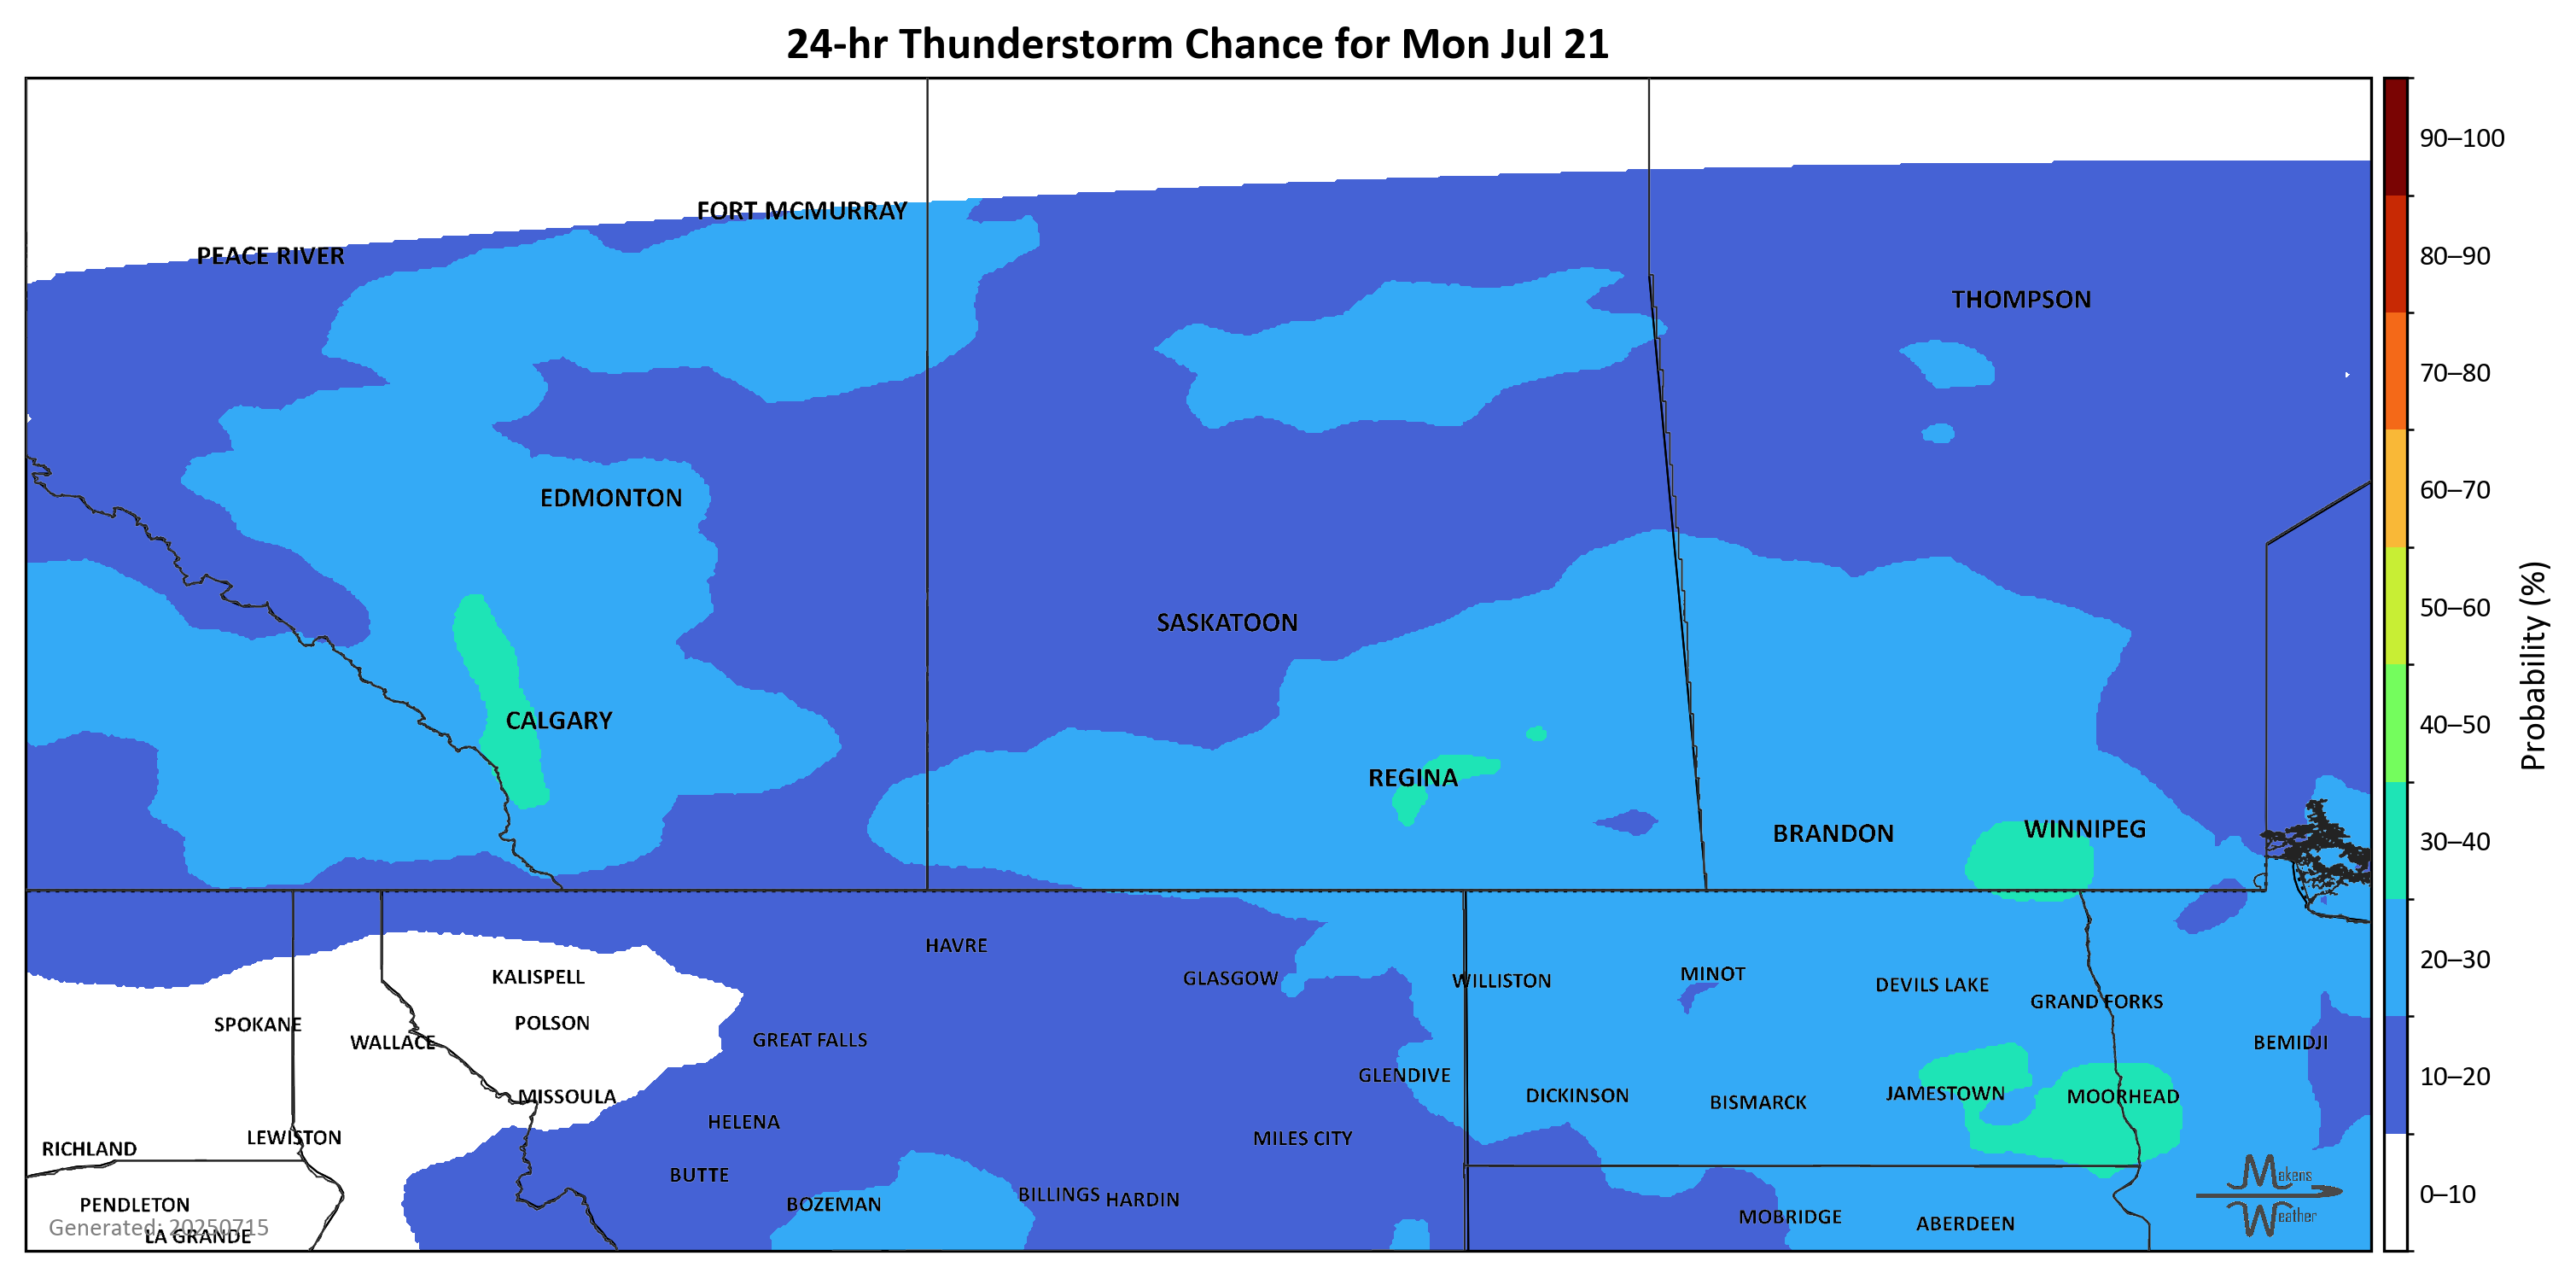 24-hr Thunderstorm Chance for Mon Jul 21
90–100
FORT MCMURRAY
PEACE RIVER
80–90
THOMPSON
70–80
60–70
EDMONTON
50–60
SASKATOON
Probability (%)
CALGARY
40–50
REGINA
BRANDON
WINNIPEG
30–40
HAVRE
20–30
KALISPELL
GLASGOW
WILLISTON
MINOT
DEVILS LAKE
GRAND FORKS
SPOKANE
POLSON
WALLACE
GREAT FALLS
BEMIDJI
GLENDIVE
10–20
MISSOULA
DICKINSON
BISMARCK
JAMESTOWN
MOORHEAD
HELENA
LEWISTON
MILES CITY
RICHLAND
BUTTE
Makens
Weather
0–10
BILLINGS
HARDIN
PENDLETON
BOZEMAN
MOBRIDGE
ABERDEEN
Generated: 20250715
LA GRANDE